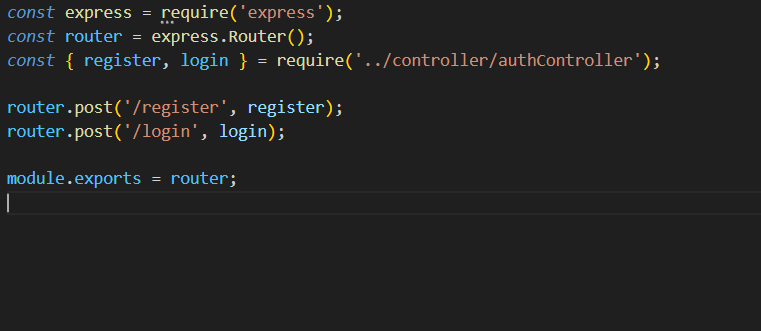 const express = require('express');
const router = express.Router();
const { register, login } = require('../controller/authController');
router.post('/register', register);
router.post('/login', login);
module.exports = router;